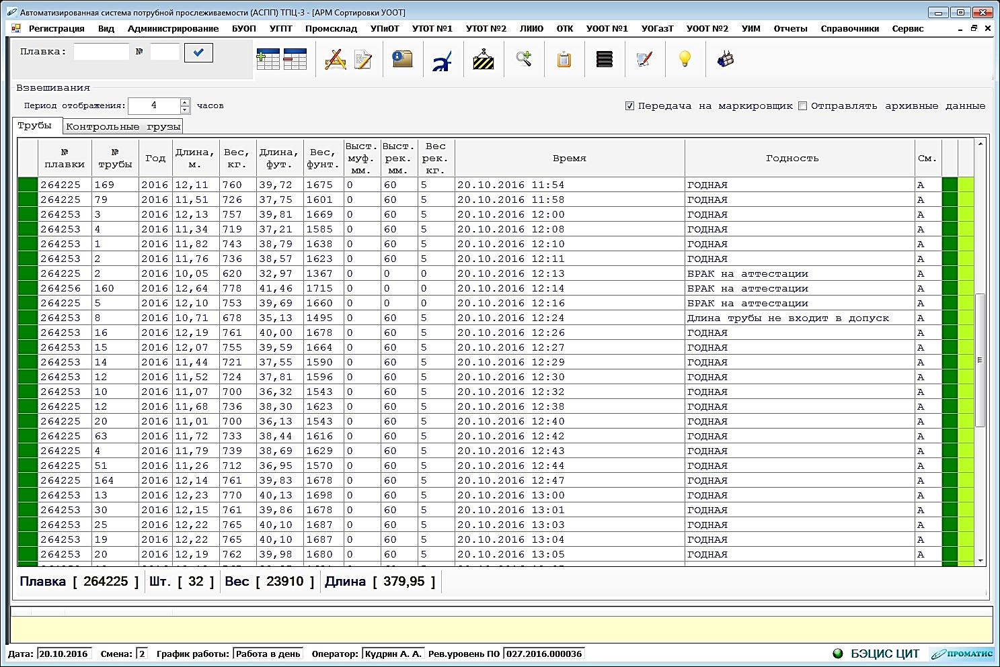 Автоматизированная система потрубной прослеживаемости (АСПП) ТПЦ-3 - [АРМ Сортировки УООТ]
Регистрация Вид Администрирование БУОП УГПТ Промсклад УПиОТ УТОТ №1 УТОТ №2 ЛИИО ОТК УООТ №1 УОГазТ УООТ №2 УИМ Отчеты Справочники Сервис
Плавка: №
Взвешивания
Период отображения: 4 часов Передача на маркировщик Отправлять архивные данные
Трубы Контрольные грузы
№ плавки № трубы Год Длина, м. Вес, кг. Длина, фут. Вес, фунт. Выст. муф. мм. Выст. рек. мм. Вес рек. кг. Время Годность См.
264225 169 2016 12,11 760 39,72 1675 0 60 5 20.10.2016 11:54 ГОДНАЯ А
264225 79 2016 11,51 726 37,75 1601 0 60 5 20.10.2016 11:58 ГОДНАЯ А
264253 3 2016 12,13 757 39,81 1669 0 60 5 20.10.2016 12:00 ГОДНАЯ А
264253 4 2016 11,34 719 37,21 1585 0 60 5 20.10.2016 12:08 ГОДНАЯ А
264253 1 2016 11,82 743 38,79 1638 0 60 5 20.10.2016 12:10 ГОДНАЯ А
264253 2 2016 11,76 736 38,57 1623 0 60 5 20.10.2016 12:11 ГОДНАЯ А
264225 2 2016 10,05 620 32,97 1367 0 0 0 20.10.2016 12:13 БРАК на аттестации А
264256 160 2016 12,64 778 41,46 1715 0 0 0 20.10.2016 12:14 БРАК на аттестации А
264225 5 2016 12,10 753 39,69 1660 0 0 0 20.10.2016 12:16 БРАК на аттестации А
264253 8 2016 10,71 678 35,13 1495 0 60 5 20.10.2016 12:24 Длина трубы не входит в допуск А
264253 16 2016 12,19 761 40,00 1678 0 60 5 20.10.2016 12:26 ГОДНАЯ А
264253 15 2016 12,07 755 39,59 1664 0 60 5 20.10.2016 12:27 ГОДНАЯ А
264253 14 2016 11,44 721 37,55 1590 0 60 5 20.10.2016 12:29 ГОДНАЯ А
264253 12 2016 11,52 724 37,81 1596 0 60 5 20.10.2016 12:30 ГОДНАЯ А
264253 10 2016 11,07 700 36,32 1543 0 60 5 20.10.2016 12:32 ГОДНАЯ А
264225 12 2016 11,68 736 38,30 1623 0 60 5 20.10.2016 12:38 ГОДНАЯ А
264225 20 2016 11,01 700 36,13 1543 0 60 5 20.10.2016 12:40 ГОДНАЯ А
264225 63 2016 11,72 733 38,44 1616 0 60 5 20.10.2016 12:42 ГОДНАЯ А
264225 4 2016 11,79 739 38,69 1629 0 60 5 20.10.2016 12:43 ГОДНАЯ А
264225 51 2016 11,26 712 36,95 1570 0 60 5 20.10.2016 12:44 ГОДНАЯ А
264225 164 2016 12,14 761 39,83 1678 0 60 5 20.10.2016 12:47 ГОДНАЯ А
264253 13 2016 12,23 770 40,13 1698 0 60 5 20.10.2016 13:00 ГОДНАЯ А
264253 30 2016 12,15 761 39,86 1678 0 60 5 20.10.2016 13:01 ГОДНАЯ А
264253 25 2016 12,22 765 40,10 1687 0 60 5 20.10.2016 13:03 ГОДНАЯ А
264253 19 2016 12,22 765 40,10 1687 0 60 5 20.10.2016 13:04 ГОДНАЯ А
264253 20 2016 12,19 762 39,98 1680 0 60 5 20.10.2016 13:05 ГОДНАЯ А
Плавка [ 264225 ] Шт. [ 32 ] Вес [ 23910 ] Длина [ 379,95 ]
Дата: 20.10.2016 Смена: 2 График работы: Работа в день Оператор: Кудрин А. А. Рев.уровень ПО 027.2016.000036 БЭЦИС ЦИТ ПРОМАТИС